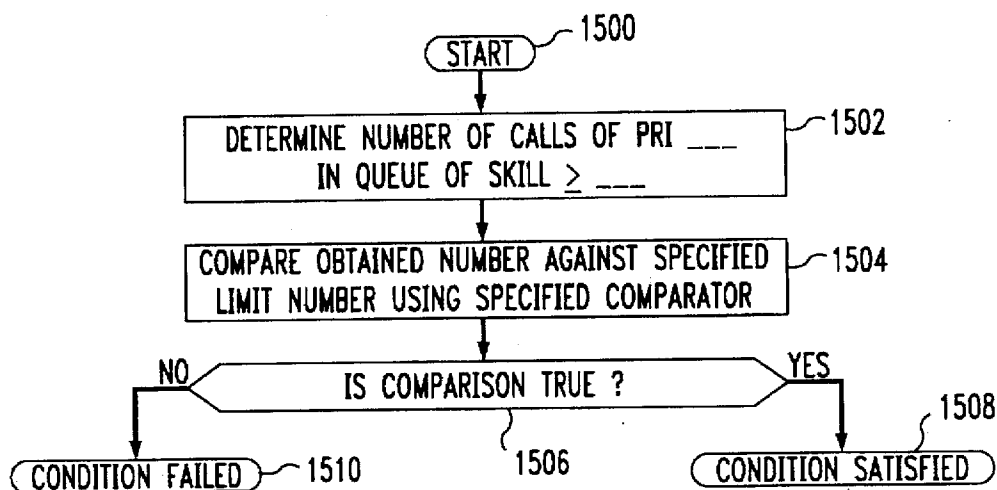 START
1500
DETERMINE NUMBER OF CALLS OF PRI ___
IN QUEUE OF SKILL ≥ ___
1502
COMPARE OBTAINED NUMBER AGAINST SPECIFIED
LIMIT NUMBER USING SPECIFIED COMPARATOR
1504
NO
IS COMPARISON TRUE ?
YES
1506
CONDITION FAILED
1510
CONDITION SATISFIED
1508